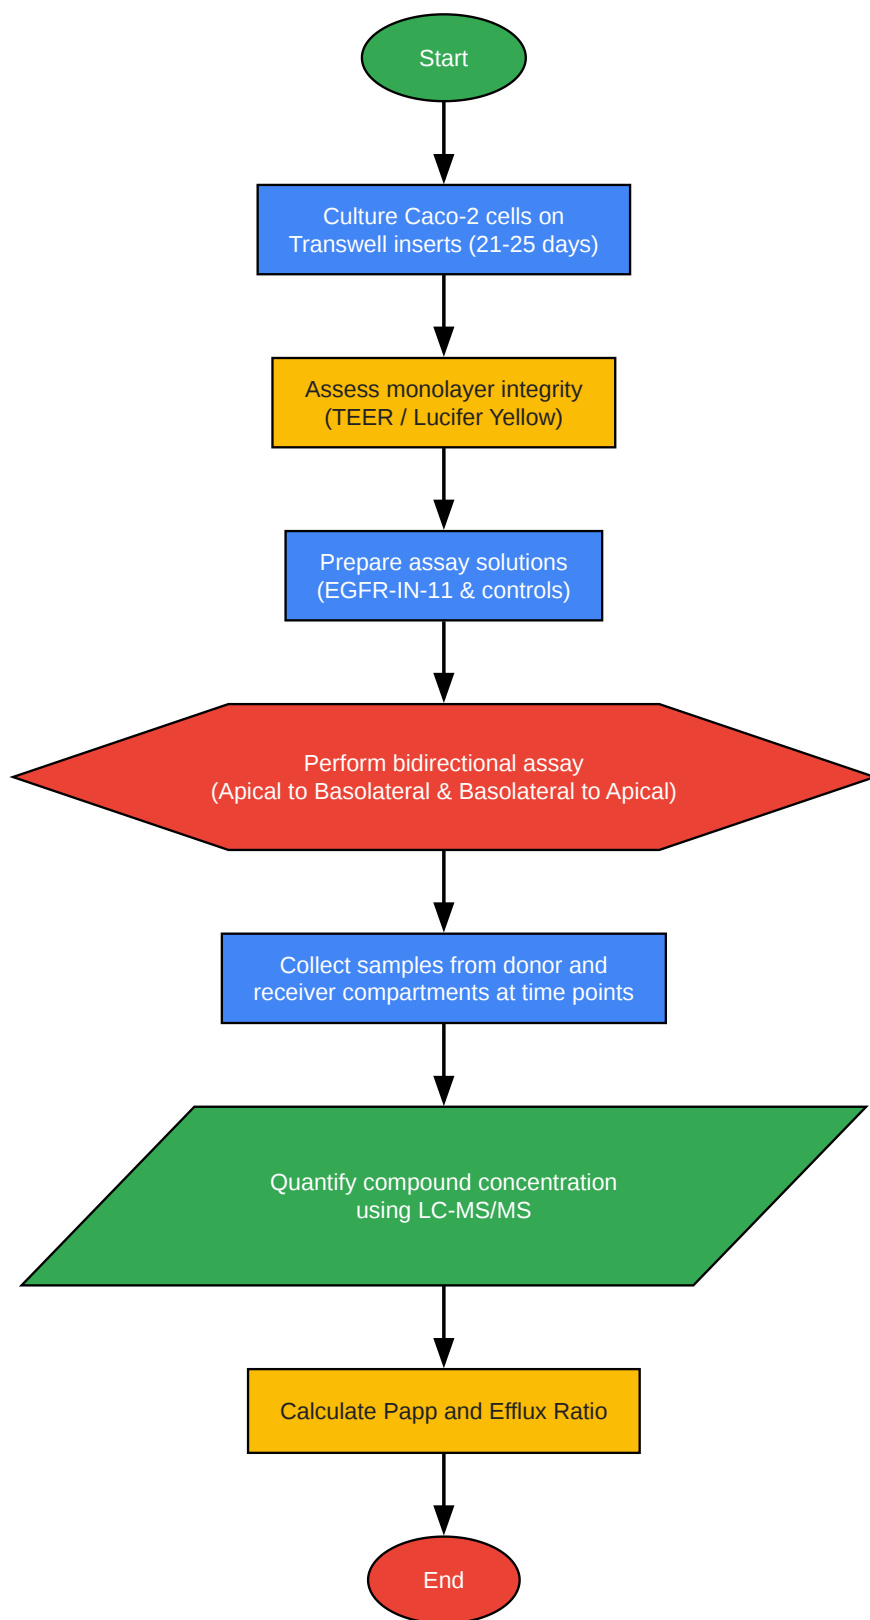 Start
Culture Caco-2 cells on
Transwell inserts (21-25 days)
Assess monolayer integrity
(TEER / Lucifer Yellow)
Prepare assay solutions
(EGFR-IN-11 & controls)
Perform bidirectional assay
(Apical to Basolateral & Basolateral to Apical)
Collect samples from donor and
receiver compartments at time points
Quantify compound concentration
using LC-MS/MS
Calculate Papp and Efflux Ratio
End